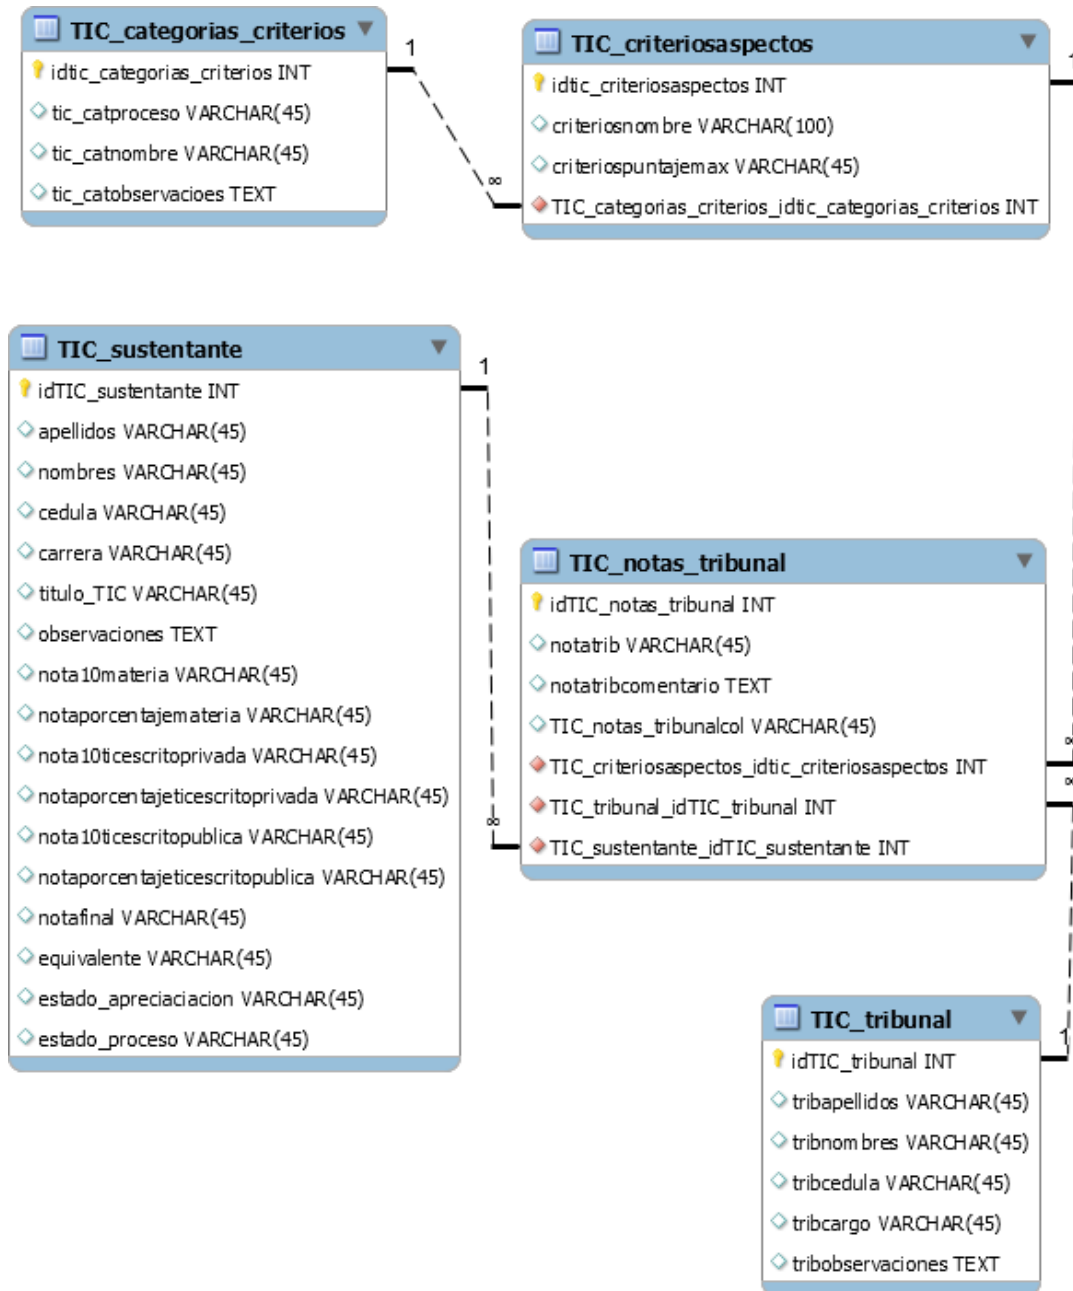 TIC_categorias_criterios
idtic_categorias_criterios INT
tic_catproceso VARCHAR(45)
tic_catnombre VARCHAR(45)
tic_catobservacioes TEXT
1
∞
TIC_criteriosaspectos
idtic_criteriosaspectos INT
criteriosnombre VARCHAR(100)
criteriospuntajemax VARCHAR(45)
TIC_categorias_criterios_idtic_categorias_criterios INT
1
TIC_sustentante
idTIC_sustentante INT
apellidos VARCHAR(45)
nombres VARCHAR(45)
cedula VARCHAR(45)
carrera VARCHAR(45)
titulo_TIC VARCHAR(45)
observaciones TEXT
nota10materia VARCHAR(45)
notaporcentajemateria VARCHAR(45)
nota10ticescritoprivada VARCHAR(45)
notaporcentajeticescritoprivada VARCHAR(45)
nota10ticescritopublica VARCHAR(45)
notaporcentajeticescritopublica VARCHAR(45)
notafinal VARCHAR(45)
equivalente VARCHAR(45)
estado_apreciaciacion VARCHAR(45)
estado_proceso VARCHAR(45)
1
∞
TIC_notas_tribunal
idTIC_notas_tribunal INT
notatrib VARCHAR(45)
notatribcomentario TEXT
TIC_notas_tribunalcol VARCHAR(45)
TIC_criteriosaspectos_idtic_criteriosaspectos INT
TIC_tribunal_idTIC_tribunal INT
TIC_sustentante_idTIC_sustentante INT
∞
∞
TIC_tribunal
idTIC_tribunal INT
tribapellidos VARCHAR(45)
tribnombres VARCHAR(45)
tribcedula VARCHAR(45)
tribcargo VARCHAR(45)
tribobservaciones TEXT
1